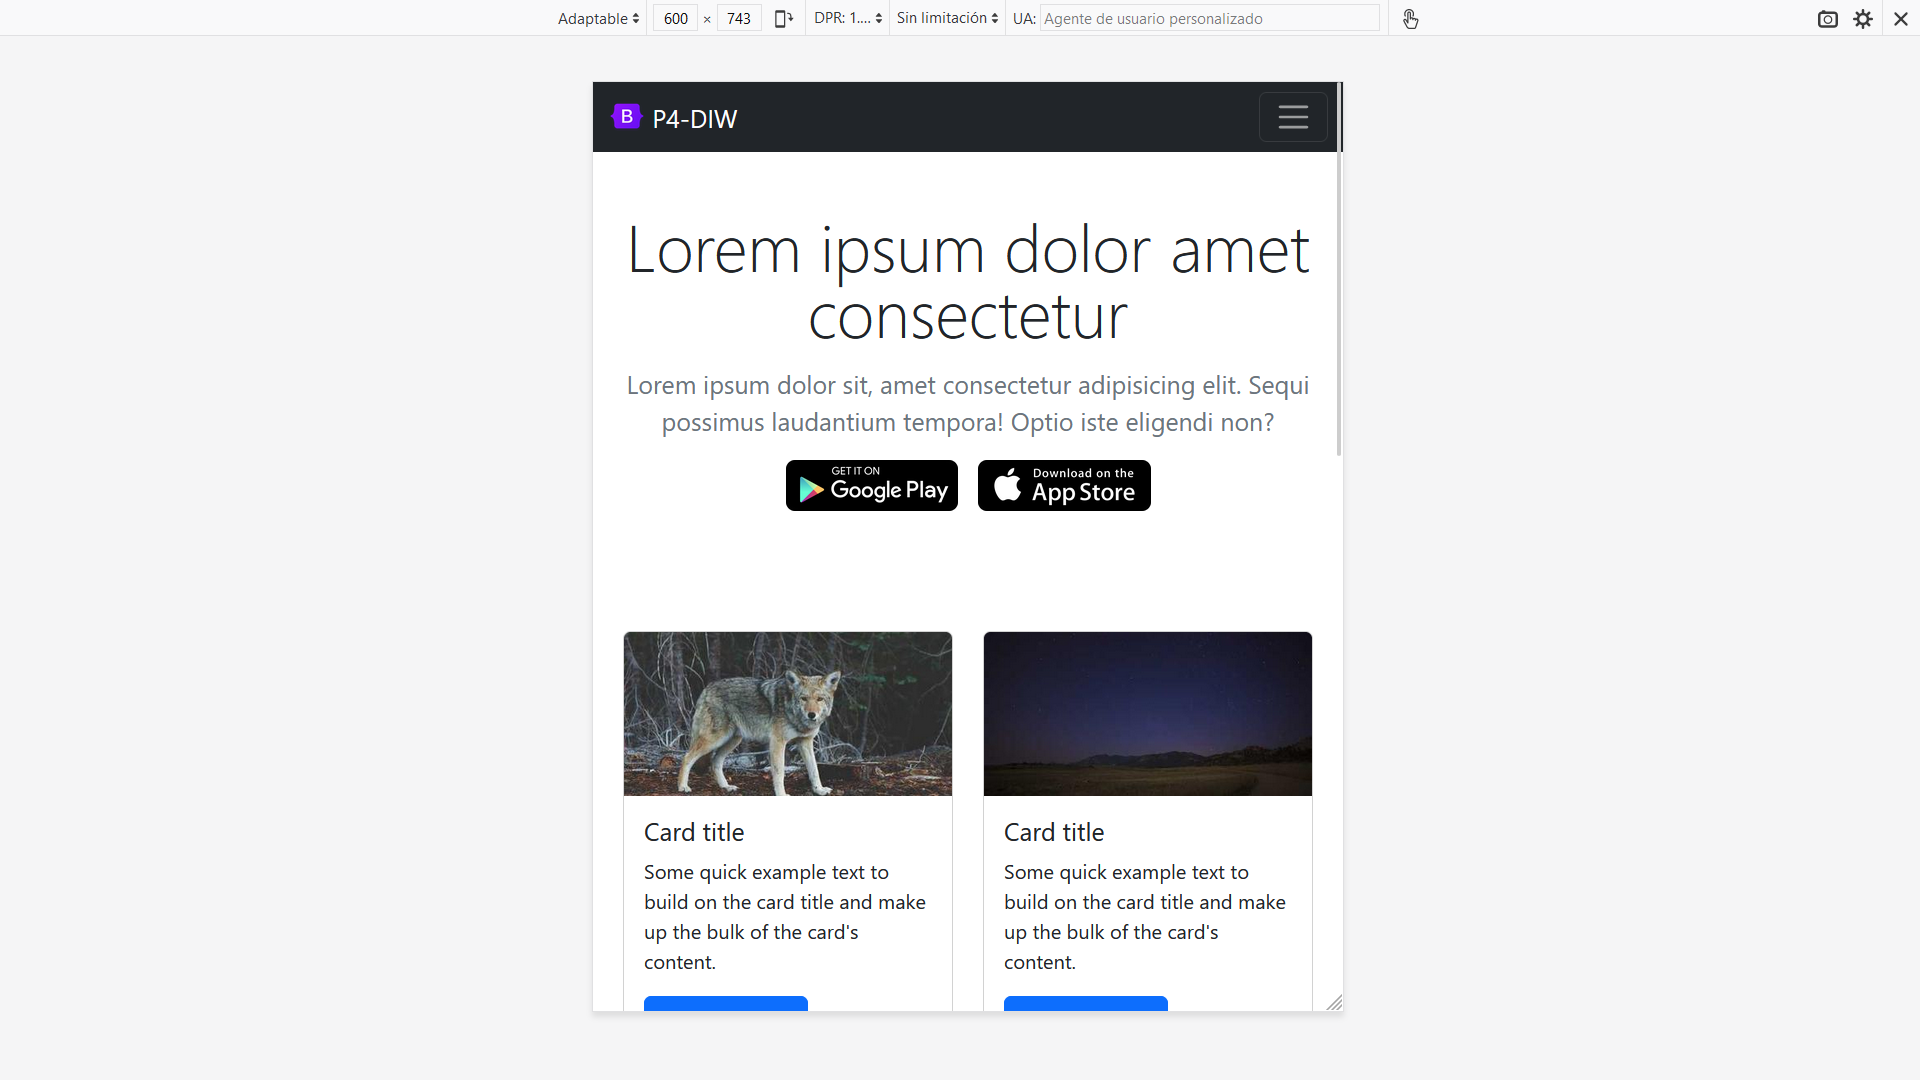 Adaptable 600 × 743 DPR: 1.... Sin limitación UA: Agente de usuario personalizado
B P4-DIW
Lorem ipsum dolor amet
consectetur
Lorem ipsum dolor sit, amet consectetur adipisicing elit. Sequi
possimus laudantium tempora! Optio iste eligendi non?
GET IT ON
Google Play
Download on the
App Store
Card title
Some quick example text to
build on the card title and make
up the bulk of the card's
content.
Card title
Some quick example text to
build on the card title and make
up the bulk of the card's
content.